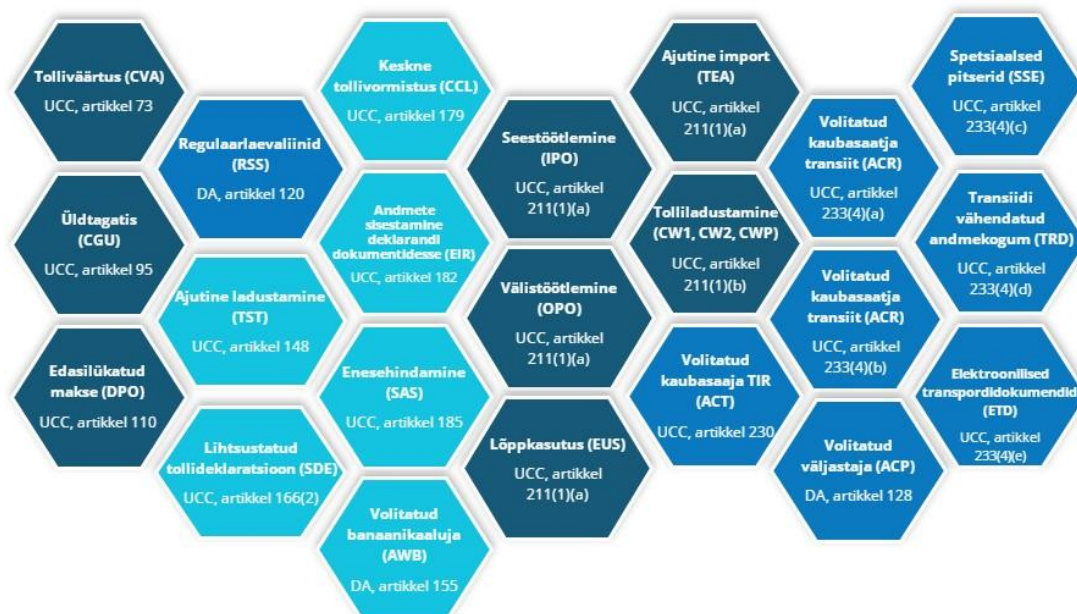 Tolliväärtus (CVA)
UCC, artikkel 73
Üldtagatis
(CGU)
UCC, artikkel 95
Edasilükatud
makse (DPO)
UCC, artikkel 110
Regulaarlaevaliinid
(RSS)
DA, artikkel 120
Ajutine ladustamine
(TST)
UCC, artikkel 148
Lihtsustatud
tollideklaratsioon (SDE)
UCC, artikkel 166(2)
Keskne
tollivormistus (CCL)
UCC, artikkel 179
Andmete
sisestamine
deklarandi
dokumentidesse (EIR)
UCC, artikkel 182
Enesehindamine
(SAS)
UCC, artikkel 185
Volitatud
banaanikaaluja
(AWB)
DA, artikkel 155
Seestöötlemine
(IPO)
UCC, artikkel
211(1)(a)
Välistöötlemine
(OPO)
UCC, artikkel
211(1)(a)
Lõppkasutus (EUS)
UCC, artikkel
211(1)(a)
Ajutine import
(TEA)
UCC, artikkel
211(1)(a)
Tolliladustamine
(CW1, CW2, CWP)
UCC, artikkel
211(1)(b)
Volitatud
kaubasaaja TIR
(ACT)
UCC, artikkel 230
Volitatud
kaubasaatja
transiit (ACR)
UCC, artikkel
233(4)(a)
Volitatud
kaubasaatja
transiit (ACR)
UCC, artikkel
233(4)(b)
Volitatud
väljastaja (ACP)
DA, artikkel 128
Spetsiaalsed
pitserid (SSE)
UCC, artikkel
233(4)(c)
Transiidi
vähendatud
andmekogum (TRD)
UCC, artikkel
233(4)(d)
Elektroonilised
transpordidokumendid
(ETD)
UCC, artikkel
233(4)(e)